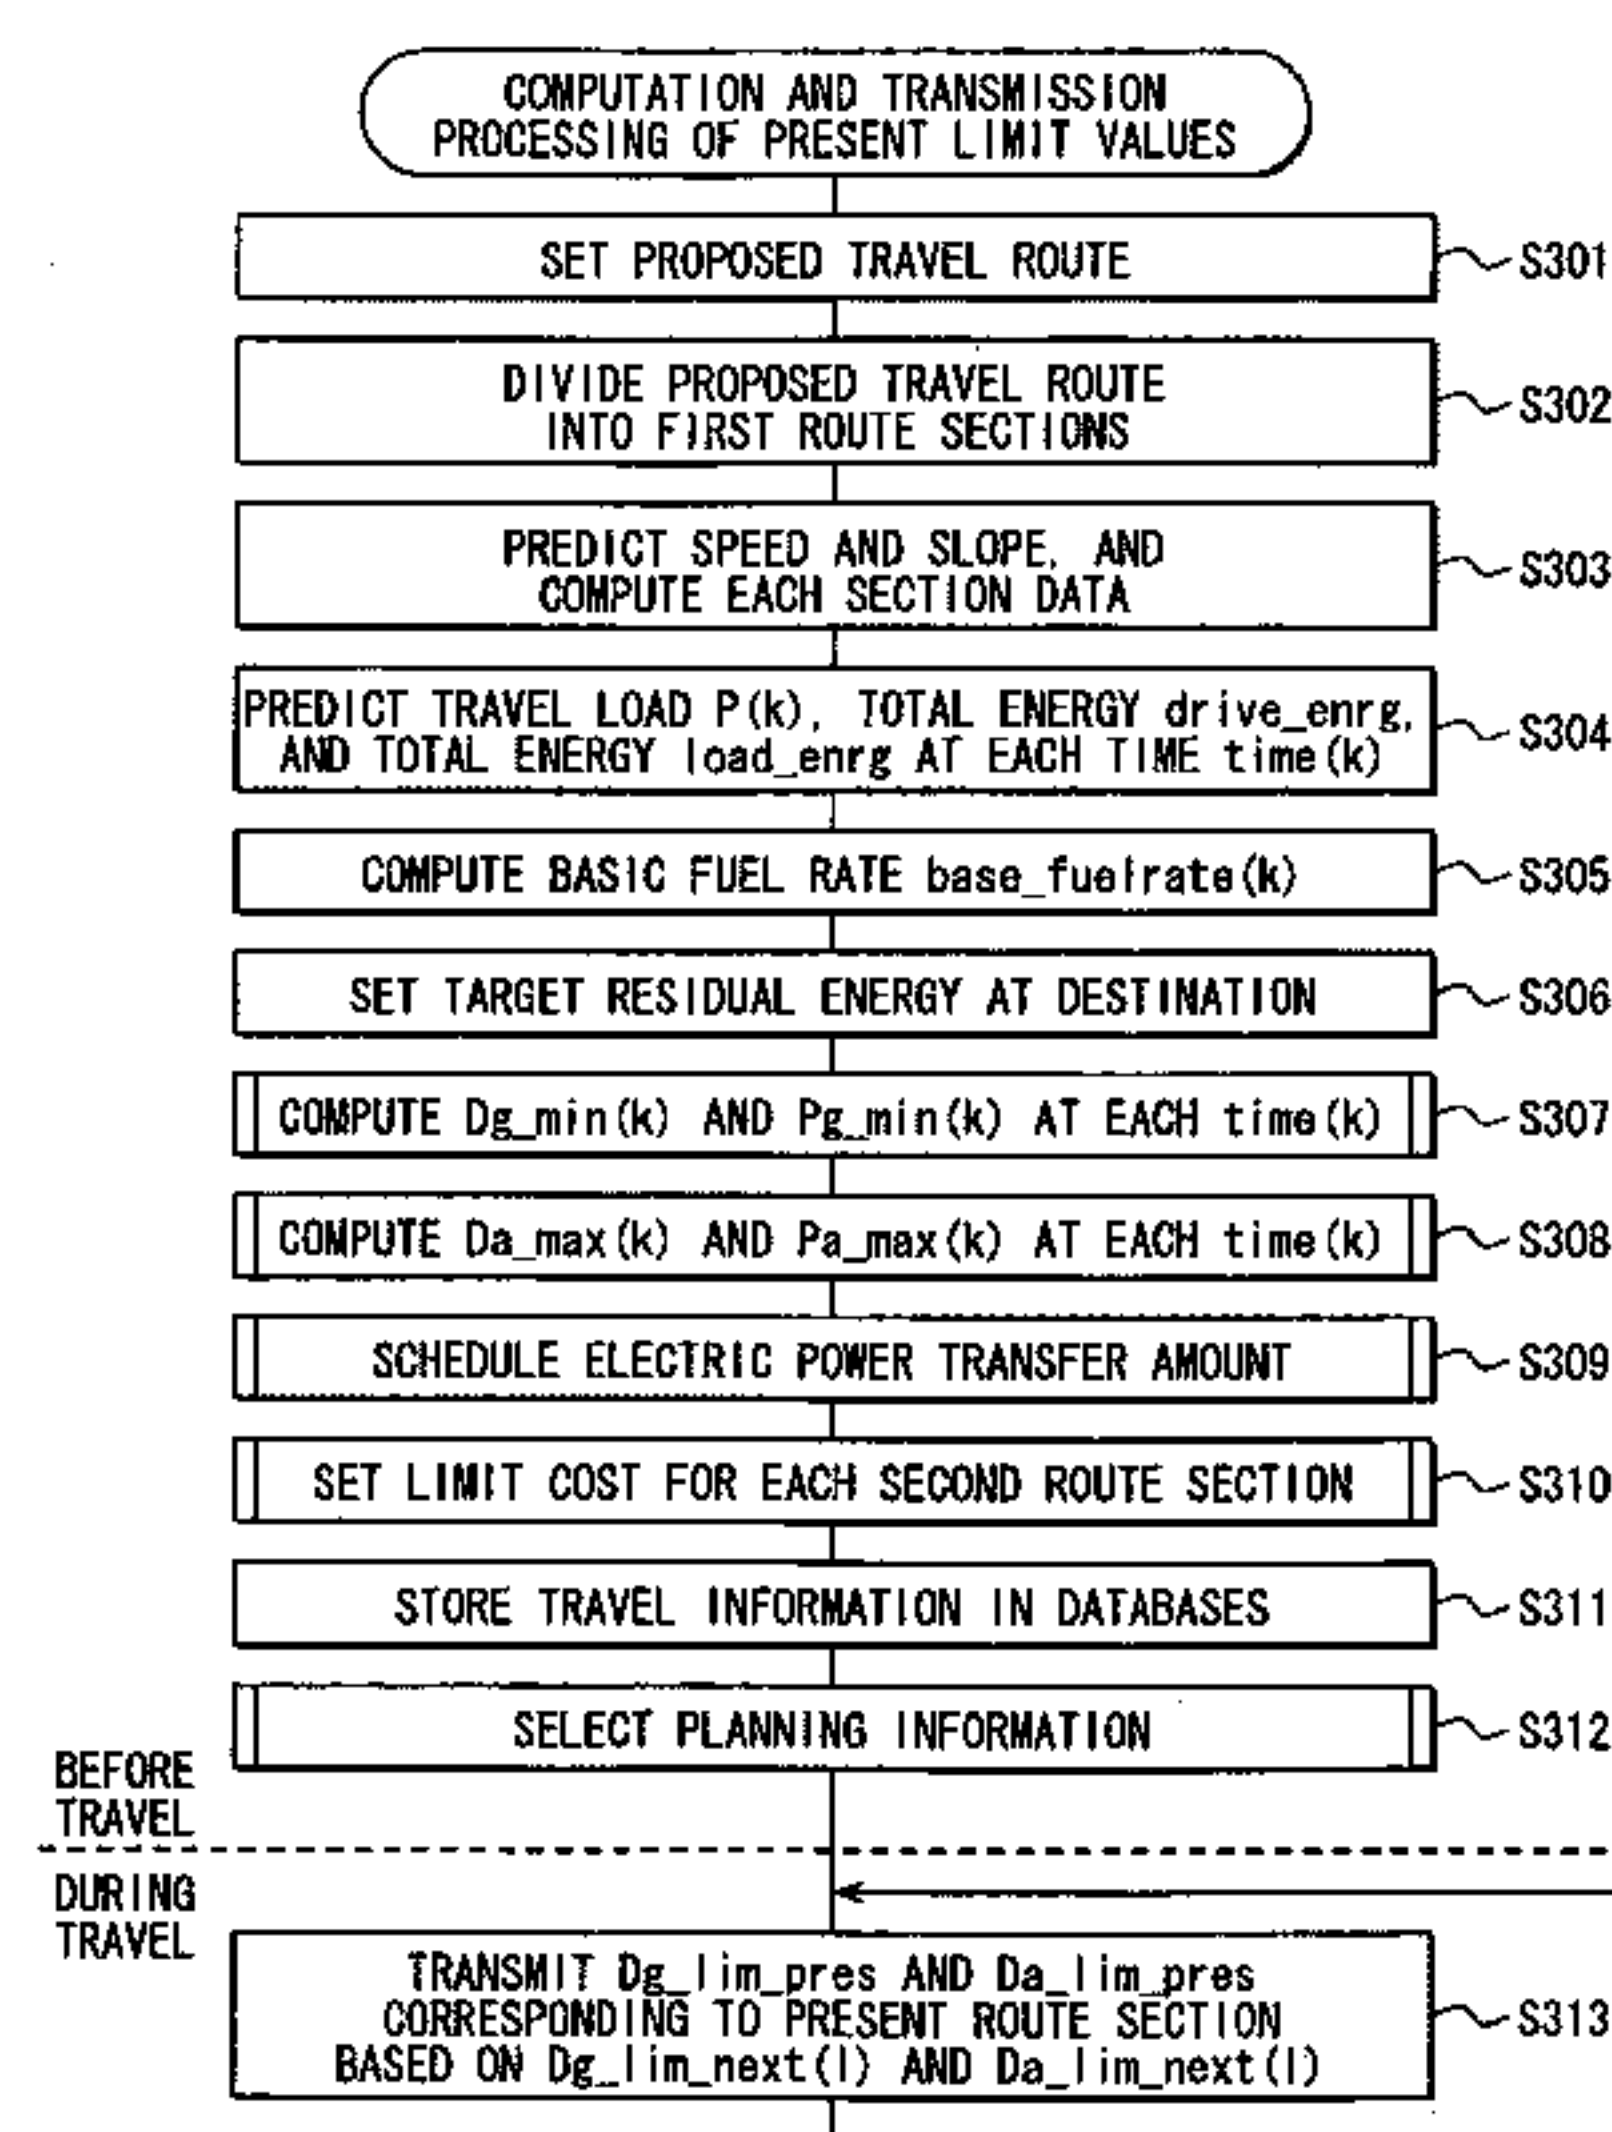 COMPUTATION AND TRANSMISSION
PROCESSING OF PRESENT LIMIT VALUES
SET PROPOSED TRAVEL ROUTE
S301
DIVIDE PROPOSED TRAVEL ROUTE
INTO FIRST ROUTE SECTIONS
S302
PREDICT SPEED AND SLOPE, AND
COMPUTE EACH SECTION DATA
S303
PREDICT TRAVEL LOAD P(k), TOTAL ENERGY drive_enrg,
AND TOTAL ENERGY load_enrg AT EACH TIME time(k)
S304
COMPUTE BASIC FUEL RATE base_fuelrate(k)
S305
SET TARGET RESIDUAL ENERGY AT DESTINATION
S306
COMPUTE Dg_min(k) AND Pg_min(k) AT EACH time(k)
S307
COMPUTE Da_max(k) AND Pa_max(k) AT EACH time(k)
S308
SCHEDULE ELECTRIC POWER TRANSFER AMOUNT
S309
SET LIMIT COST FOR EACH SECOND ROUTE SECTION
S310
STORE TRAVEL INFORMATION IN DATABASES
S311
SELECT PLANNING INFORMATION
S312
BEFORE
TRAVEL
DURING
TRAVEL
TRANSMIT Dg_lim_pres AND Da_lim_pres
CORRESPONDING TO PRESENT ROUTE SECTION
BASED ON Dg_lim_next(l) AND Da_lim_next(l)
S313